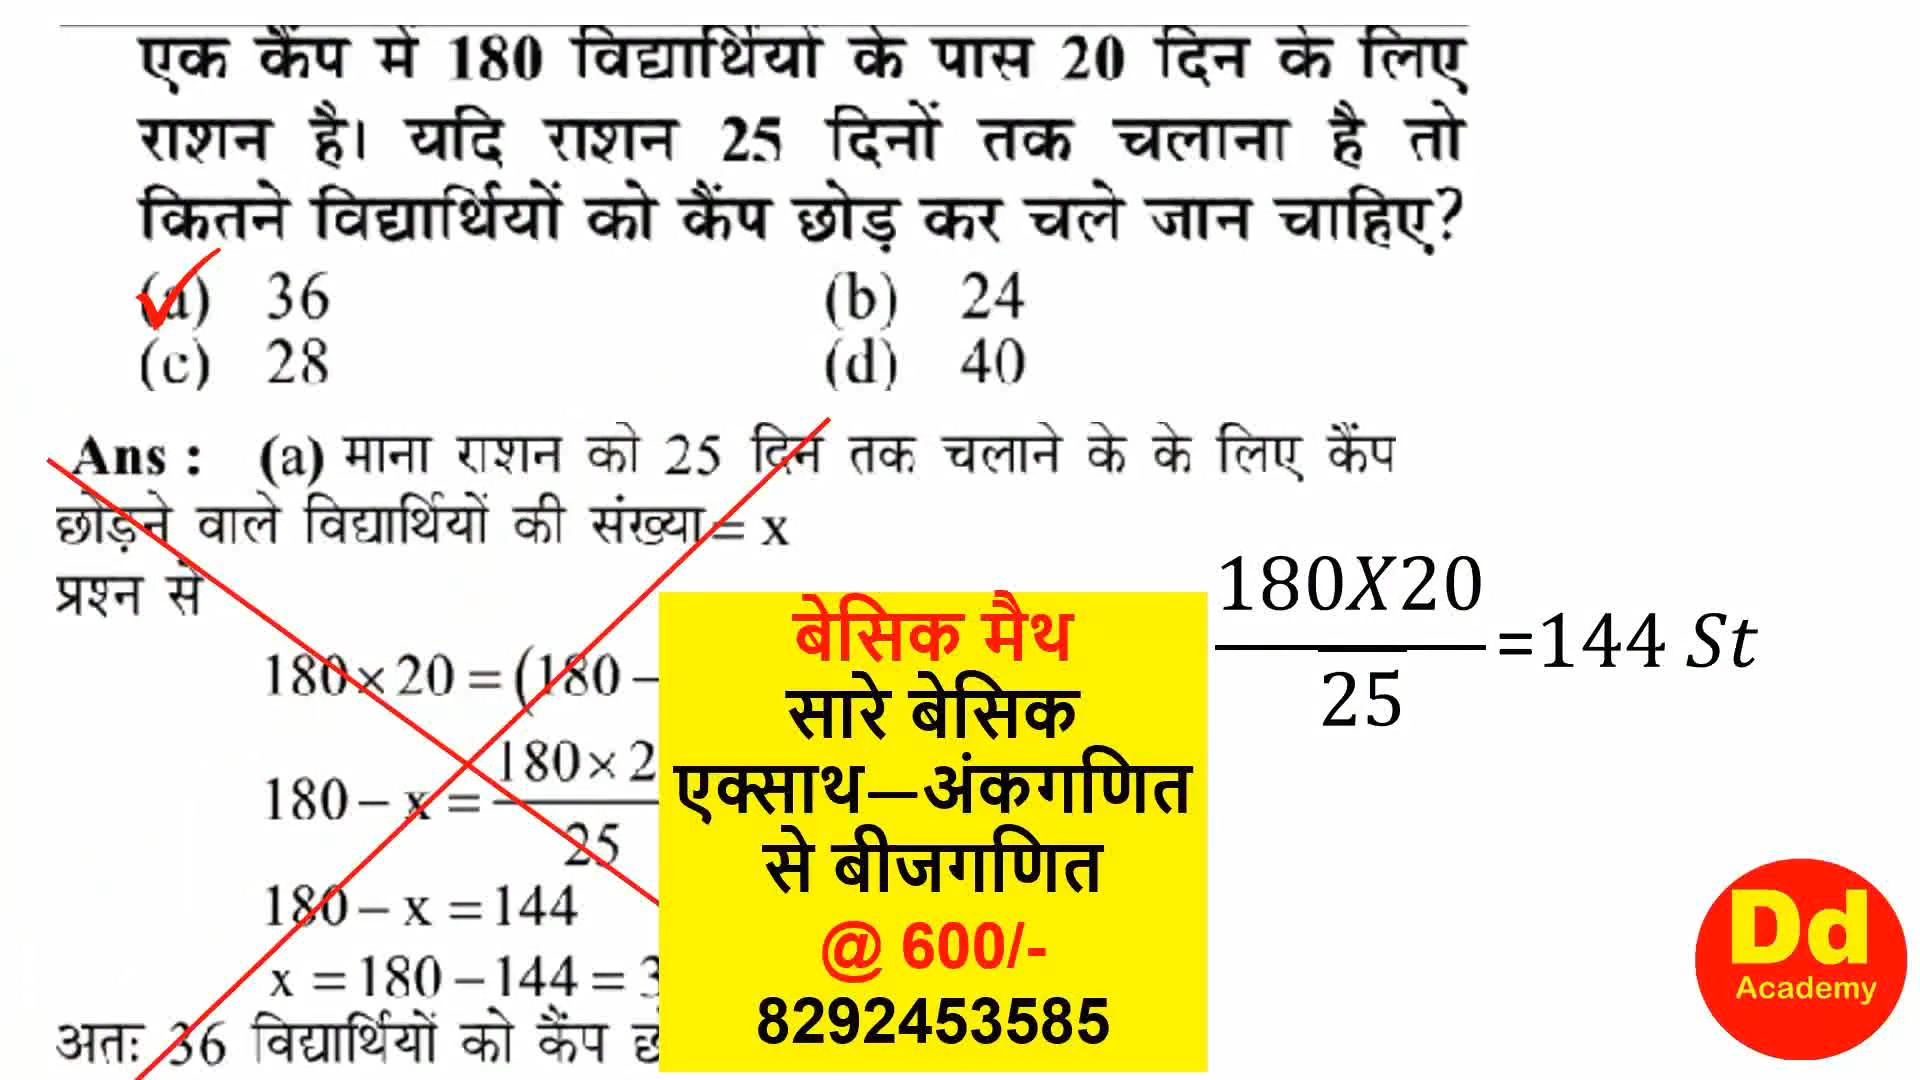 एक कैंप में 180 विद्यार्थियों के पास 20 दिन के लिए
राशन है। यदि राशन 25 दिनों तक चलाना है तो
कितने विद्यार्थियों को कैंप छोड़ कर चले जान चाहिए?
(a) 36 (b) 24
(c) 28 (d) 40
Ans : (a) माना राशन को 25 दिन तक चलाने के के लिए कैंप
छोड़ने वाले विद्यार्थियों की संख्या = x
प्रश्न से
180 × 20 = (180 –
180 – x = 180 × 2
25
180 – x = 144
x = 180 – 144 = 3
अतः 36 विद्यार्थियों को कैंप
बेसिक मैथ
सारे बेसिक
एक्साथ–अंकगणित
से बीजगणित
@ 600/-
8292453585
180X20
=144 St
25
Dd
Academy